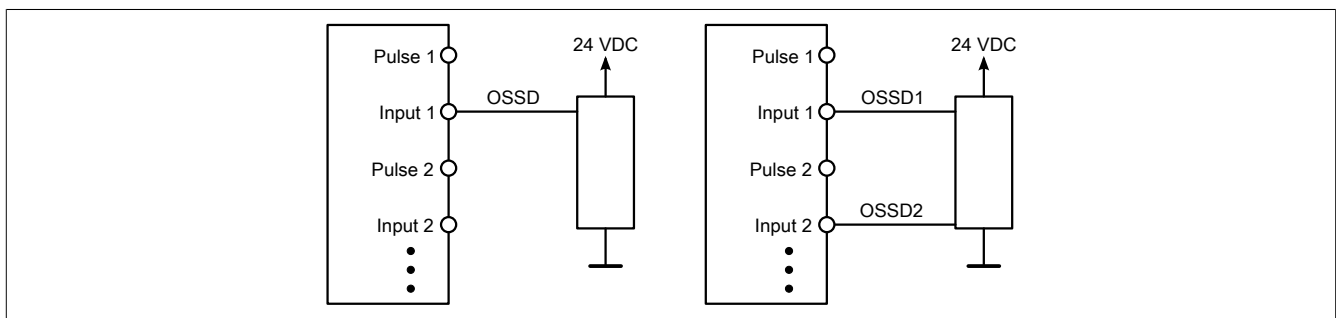 24 VDC
Pulse 1
OSSD
Input 1
Pulse 2
Input 2
24 VDC
Pulse 1
OSSD1
Input 1
Pulse 2
OSSD2
Input 2